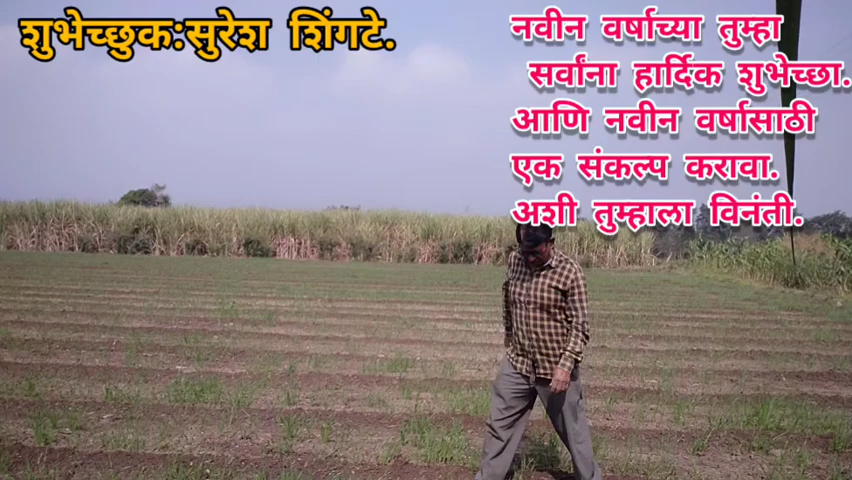 शुभेच्छुक:सुरेश शिंगटे.
नवीन वर्षाच्या तुम्हा
सर्वांना हार्दिक शुभेच्छा.
आणि नवीन वर्षासाठी
एक संकल्प करावा.
अशी तुम्हाला विनंती.